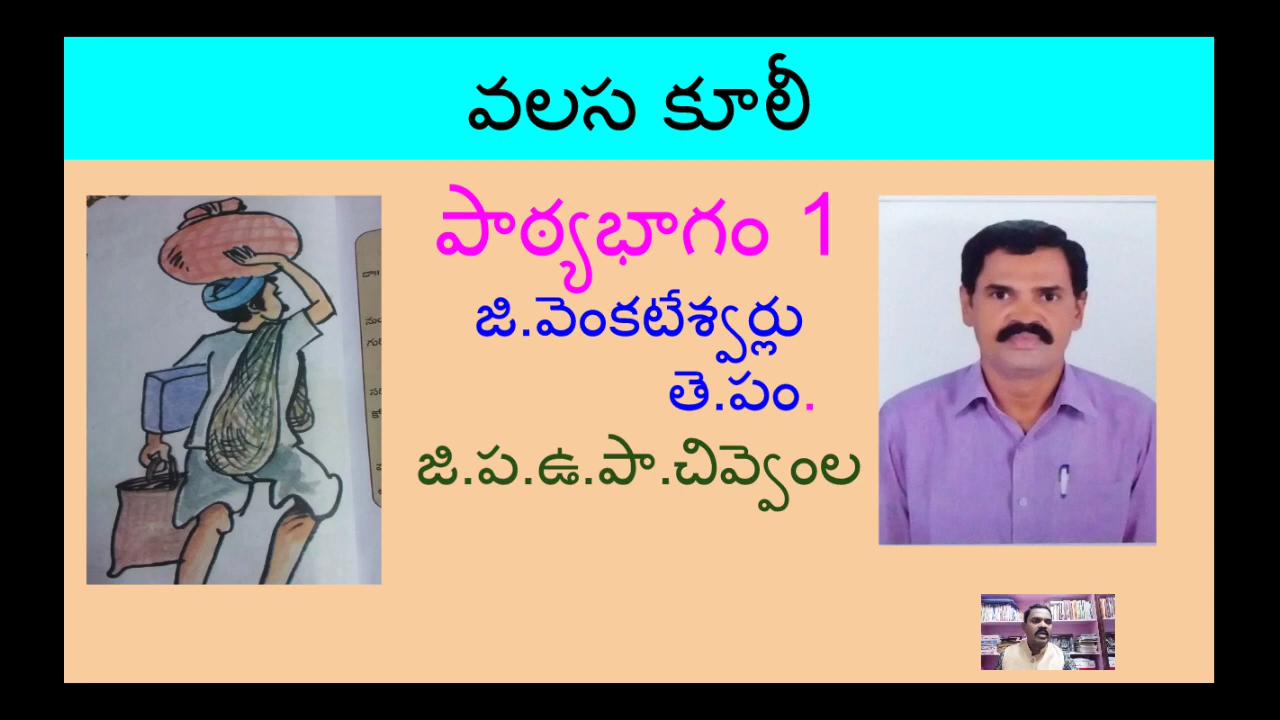 వలస కూలీ
పాఠ్యభాగం 1
జి.వెంకటేశ్వర్లు
తె.పం.
జి.ప.ఉ.పా.చివ్వెంల